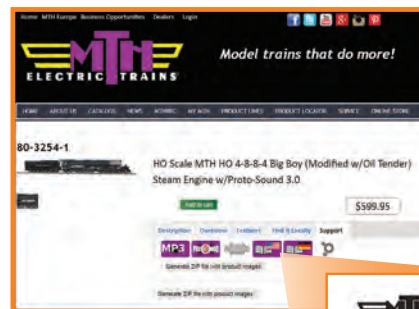 Home MTH Europe Business Opportunities Dealers Login
MTH
ELECTRIC TRAINS
Model trains that do more!
HOME ABOUT US CATALOGS NEWS MTHRRC MY MTH PRODUCT LINES PRODUCT LOCATOR SERVICE ONLINE STORE
80-3254-1
HO Scale MTH HO 4-8-8-4 Big Boy (Modified w/Oil Tender)
Steam Engine w/Proto-Sound 3.0
Add to cart
$599.95
Description Overview Features Find It Locally Support
MP3
Generate ZIP file with product images
Generate ZIP file with product images